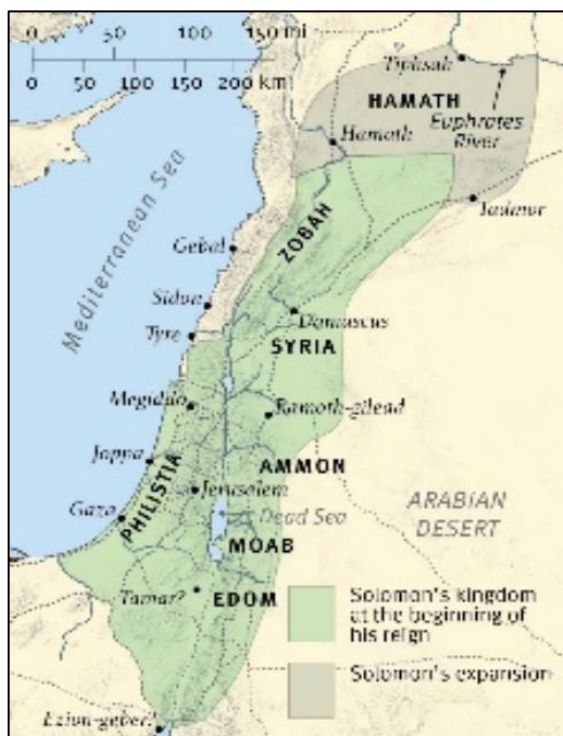 0 50 100 150 mi
0 50 100 150 200 km
Tiphsah
HAMATH
Euphrates
River
Hamath
Tadmor
ZOBAH
Gebal
Mediterranean Sea
Sidon
Damascus
Tyre
SYRIA
Megiddo
Ramoth-gilead
Joppa
PHILISTIA
AMMON
Jerusalem
ARABIAN
DESERT
Gaza
Dead Sea
MOAB
Tamar?
EDOM
Solomon's kingdom
at the beginning of
his reign
Solomon's expansion
Ezion-geber?